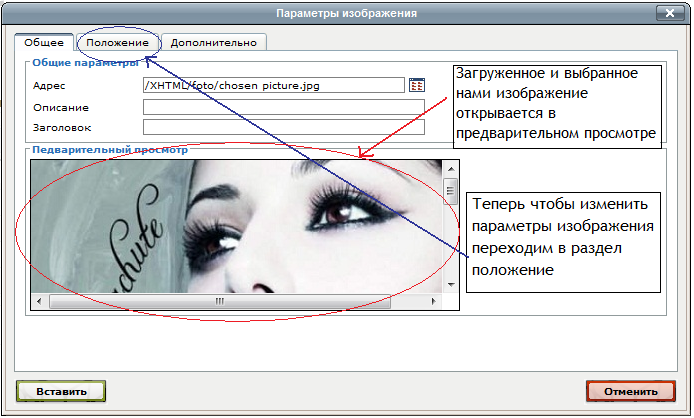 Параметры изображения
Общее
Положение
Дополнительно
Общие параметры
Адрес
/XHTML/foto/chosen picture.jpg
Описание
Заголовок
Загруженное и выбранное
нами изображение
открывается в
предварительном просмотре
Педварительный просмотр
chute
Теперь чтобы изменить
параметры изображения
переходим в раздел
положение
Вставить
Отменить